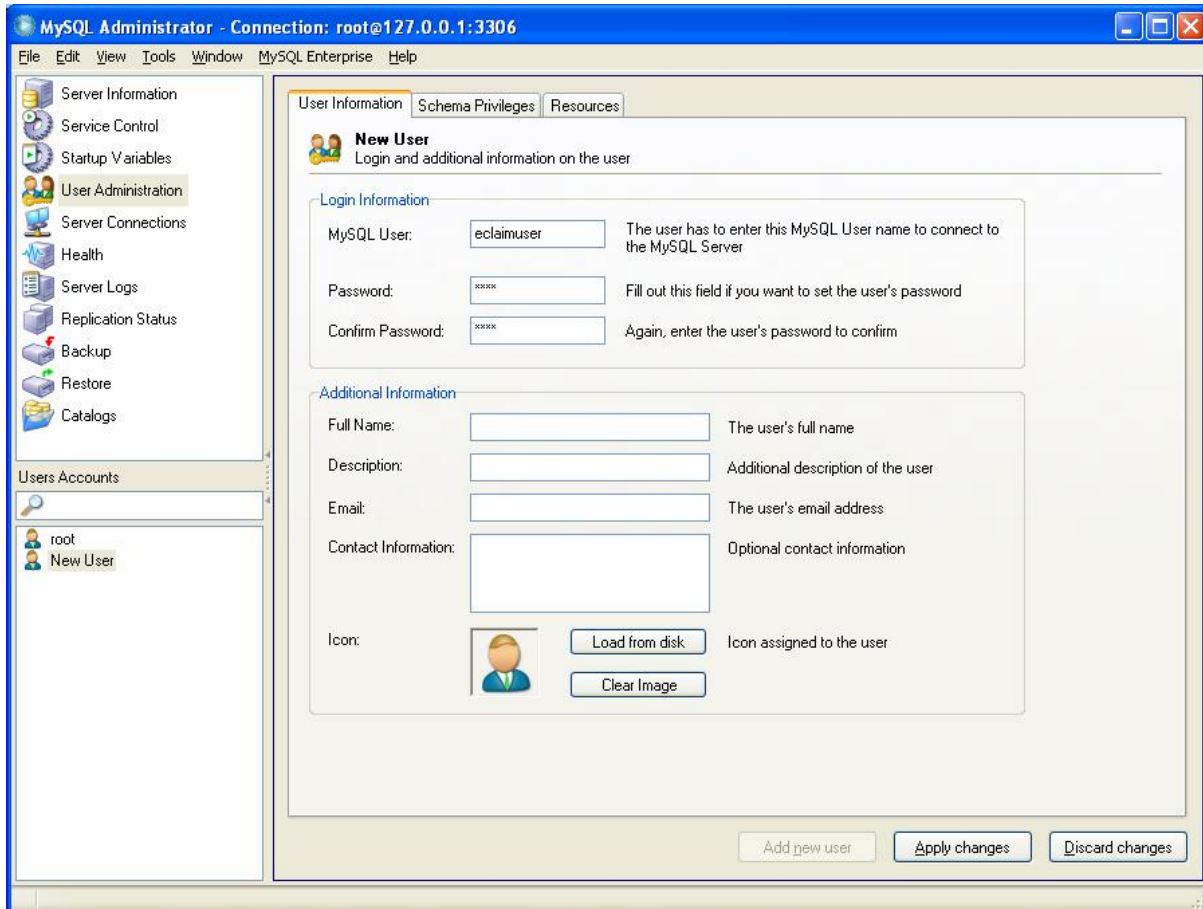 MySQL Administrator - Connection: root@127.0.0.1:3306
File Edit View Tools Window MySQL Enterprise Help
Server Information
Service Control
Startup Variables
User Administration
Server Connections
Health
Server Logs
Replication Status
Backup
Restore
Catalogs
Users Accounts
root
New User
User Information Schema Privileges Resources
New User
Login and additional information on the user
Login Information
MySQL User: eclaimuser The user has to enter this MySQL User name to connect to
the MySQL Server
Password: xxxx Fill out this field if you want to set the user's password
Confirm Password: xxxx Again, enter the user's password to confirm
Additional Information
Full Name: The user's full name
Description: Additional description of the user
Email: The user's email address
Contact Information: Optional contact information
Icon: Load from disk Icon assigned to the user
Clear Image
Add new user Apply changes Discard changes